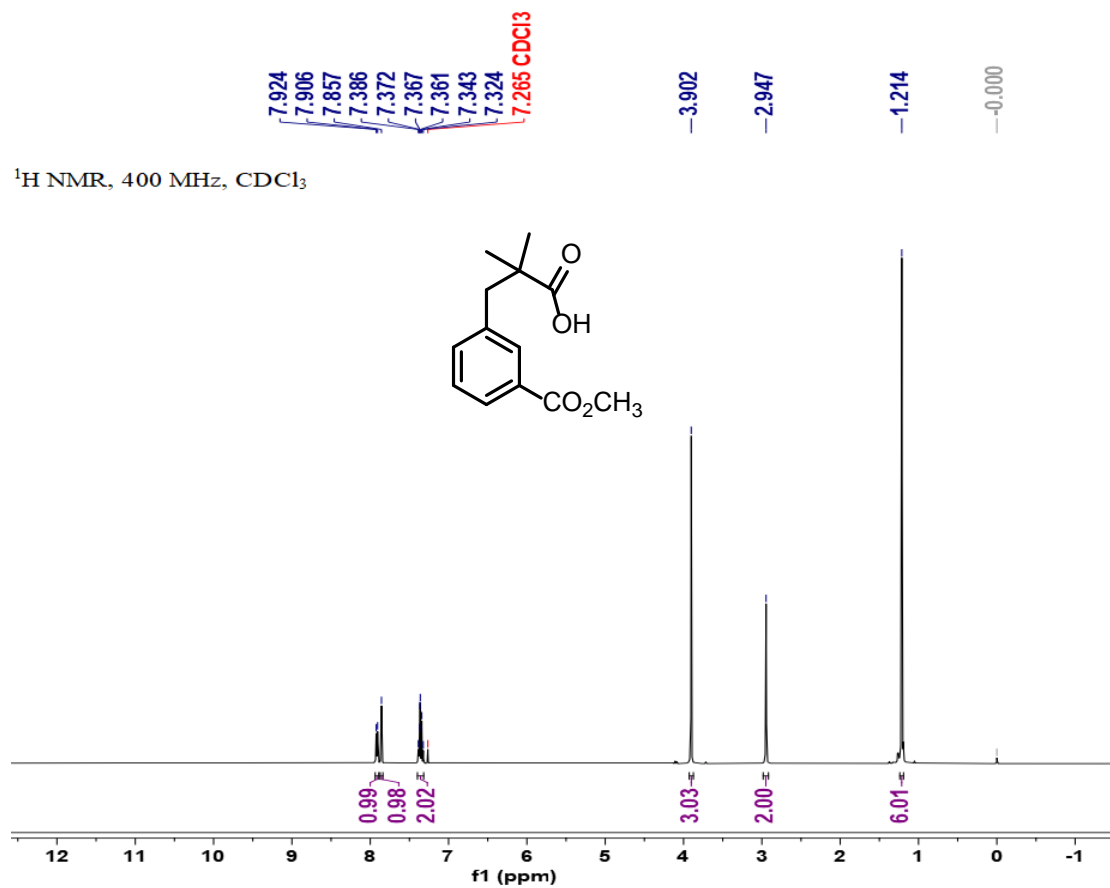 7.924
7.906
7.857
7.386
7.372
7.367
7.361
7.343
7.324
7.265 CDCl3
3.902
2.947
1.214
-0.000
¹H NMR, 400 MHz, CDCl₃
O
OH
CO₂CH₃
0.99
0.98
2.02
3.03
2.00
6.01
12 11 10 9 8 7 6 5 4 3 2 1 0 -1
f1 (ppm)